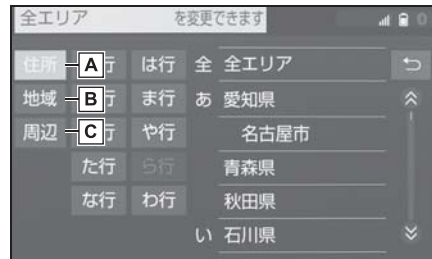 全エリア を変更できます
住所 A 行 は行 全 全エリア
地域 B 行 ま行 あ 愛知県
周辺 C 行 や行 名古屋市
た行 ら行 青森県
な行 わ行 秋田県
い 石川県